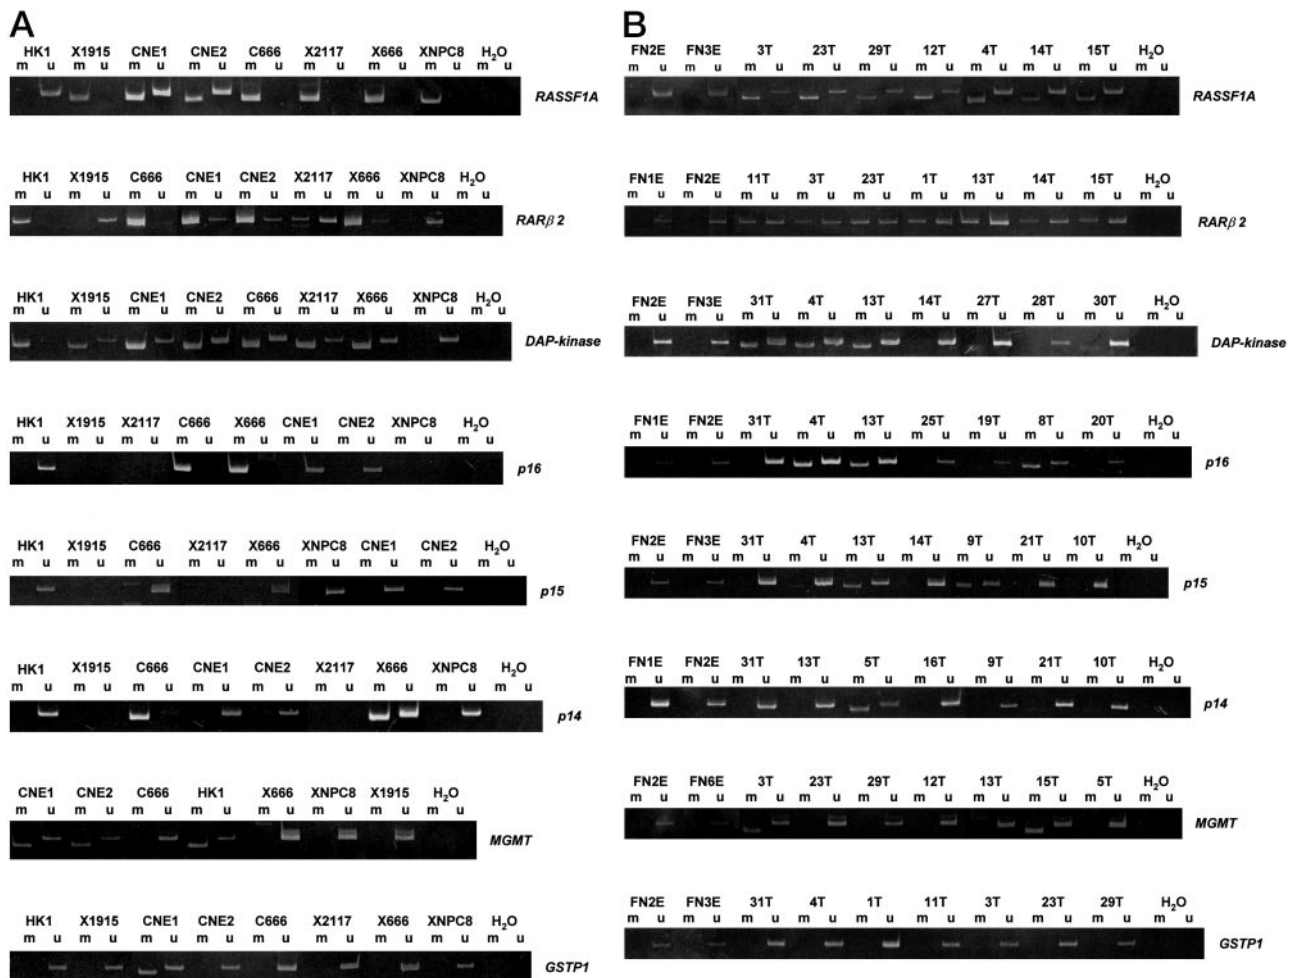 A
HK1 X1915 CNE1 CNE2 C666 X2117 X666 XNPC8 H2O
m u m u m u m u m u m u m u m u m u
RASSF1A
HK1 X1915 C666 CNE1 CNE2 X2117 X666 XNPC8 H2O
m u m u m u m u m u m u m u m u m u
RARβ 2
HK1 X1915 CNE1 CNE2 C666 X2117 X666 XNPC8 H2O
m u m u m u m u m u m u m u m u m u
DAP-kinase
HK1 X1915 X2117 C666 X666 CNE1 CNE2 XNPC8 H2O
m u m u m u m u m u m u m u m u m u
p16
HK1 X1915 C666 X2117 X666 XNPC8 CNE1 CNE2 H2O
m u m u m u m u m u m u m u m u m u
p15
HK1 X1915 C666 CNE1 CNE2 X2117 X666 XNPC8 H2O
m u m u m u m u m u m u m u m u m u
p14
CNE1 CNE2 C666 HK1 X666 XNPC8 X1915 H2O
m u m u m u m u m u m u m u m u
MGMT
HK1 X1915 CNE1 CNE2 C666 X2117 X666 XNPC8 H2O
m u m u m u m u m u m u m u m u m u
GSTP1
B
FN2E FN3E 3T 23T 29T 12T 4T 14T 15T H2O
m u m u m u m u m u m u m u m u m u m u
RASSF1A
FN1E FN2E 11T 3T 23T 1T 13T 14T 15T H2O
m u m u m u m u m u m u m u m u m u m u
RARβ 2
FN2E FN3E 31T 4T 13T 14T 27T 28T 30T H2O
m u m u m u m u m u m u m u m u m u m u
DAP-kinase
FN1E FN2E 31T 4T 13T 25T 19T 8T 20T H2O
m u m u m u m u m u m u m u m u m u m u
p16
FN2E FN3E 31T 4T 13T 14T 9T 21T 10T H2O
m u m u m u m u m u m u m u m u m u m u
p15
FN1E FN2E 31T 13T 5T 16T 9T 21T 10T H2O
m u m u m u m u m u m u m u m u m u m u
p14
FN2E FN6E 3T 23T 29T 12T 13T 15T 5T H2O
m u m u m u m u m u m u m u m u m u m u
MGMT
FN2E FN3E 31T 4T 1T 11T 3T 23T 29T H2O
m u m u m u m u m u m u m u m u m u m u
GSTP1